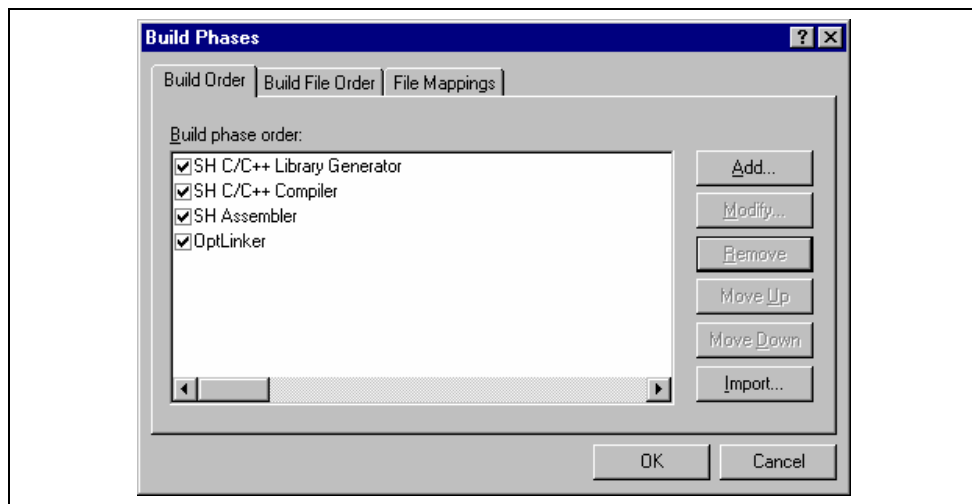 Build Phases
Build Order
Build File Order
File Mappings
Build phase order:
SH C/C++ Library Generator
SH C/C++ Compiler
SH Assembler
OptLinker
Add...
Modify...
Remove
Move Up
Move Down
Import...
OK
Cancel